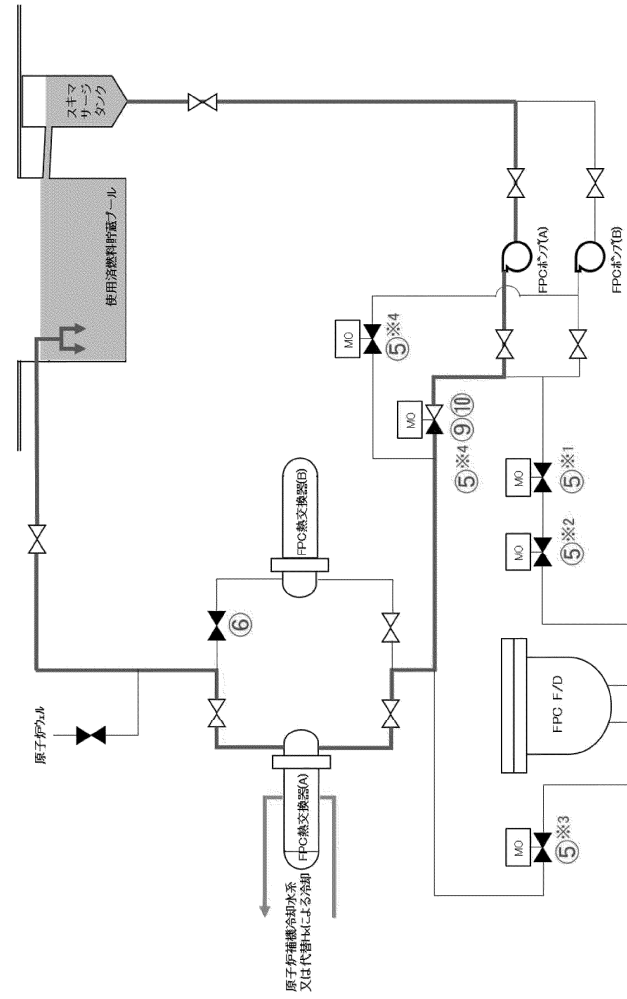 スキマ
サージ
タンク
使用済燃料貯蔵プール
FPCポンプ(A)
FPCポンプ(B)
MO
⑤※4
MO
⑤※4 ⑨⑩
MO
⑤※1
MO
⑤※2
FPC熱交換器(B)
⑥
原子炉ウェル
FPC F/D
FPC熱交換器(A)
MO
⑤※3
原子炉補機冷却水系
又は代替Hxによる冷却